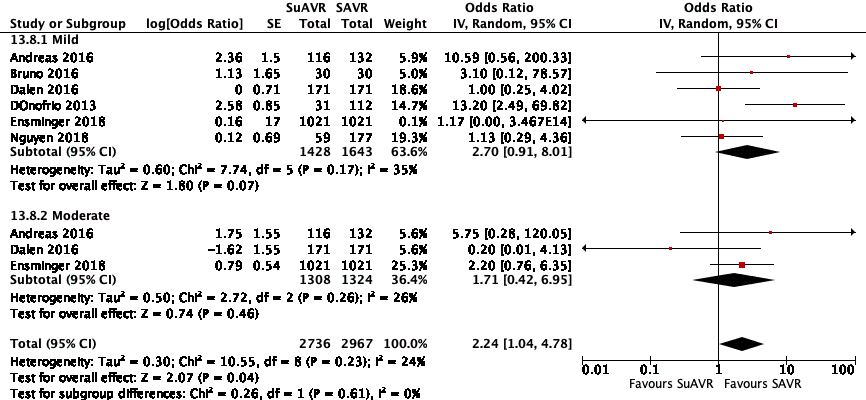 SuAVR SAVR Odds Ratio Odds Ratio
Study or Subgroup log[Odds Ratio] SE Total Total Weight IV, Random, 95% CI IV, Random, 95% CI
13.8.1 Mild
Andreas 2016 2.36 1.5 116 132 5.9% 10.59 [0.56, 200.33]
Bruno 2016 1.13 1.65 30 30 5.0% 3.10 [0.12, 78.57]
Dalen 2016 0 0.71 171 171 18.6% 1.00 [0.25, 4.02]
DOnofrio 2013 2.58 0.85 31 112 14.7% 13.20 [2.49, 69.82]
Ensminger 2018 0.16 17 1021 1021 0.1% 1.17 [0.00, 3.467E14]
Nguyen 2018 0.12 0.69 59 177 19.3% 1.13 [0.29, 4.36]
Subtotal (95% CI) 1428 1643 63.6% 2.70 [0.91, 8.01]
Heterogeneity: Tau² = 0.60; Chi² = 7.74, df = 5 (P = 0.17); I² = 35%
Test for overall effect: Z = 1.80 (P = 0.07)
13.8.2 Moderate
Andreas 2016 1.75 1.55 116 132 5.6% 5.75 [0.28, 120.05]
Dalen 2016 −1.62 1.55 171 171 5.6% 0.20 [0.01, 4.13]
Ensminger 2018 0.79 0.54 1021 1021 25.3% 2.20 [0.76, 6.35]
Subtotal (95% CI) 1308 1324 36.4% 1.71 [0.42, 6.95]
Heterogeneity: Tau² = 0.50; Chi² = 2.72, df = 2 (P = 0.26); I² = 26%
Test for overall effect: Z = 0.74 (P = 0.46)
Total (95% CI) 2736 2967 100.0% 2.24 [1.04, 4.78]
Heterogeneity: Tau² = 0.30; Chi² = 10.55, df = 8 (P = 0.23); I² = 24%
Test for overall effect: Z = 2.07 (P = 0.04)
Test for subgroup differences: Chi² = 0.26, df = 1 (P = 0.61), I² = 0%
0.01 0.1 1 10 100
Favours SuAVR Favours SAVR